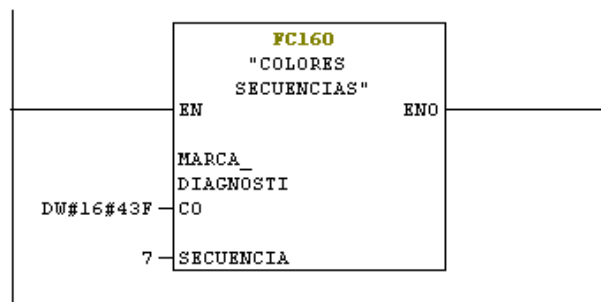 FC160
"COLORES
SECUENCIAS"
EN ENO
MARCA_
DIAGNOSTI
DW#16#43F CO
7 SECUENCIA